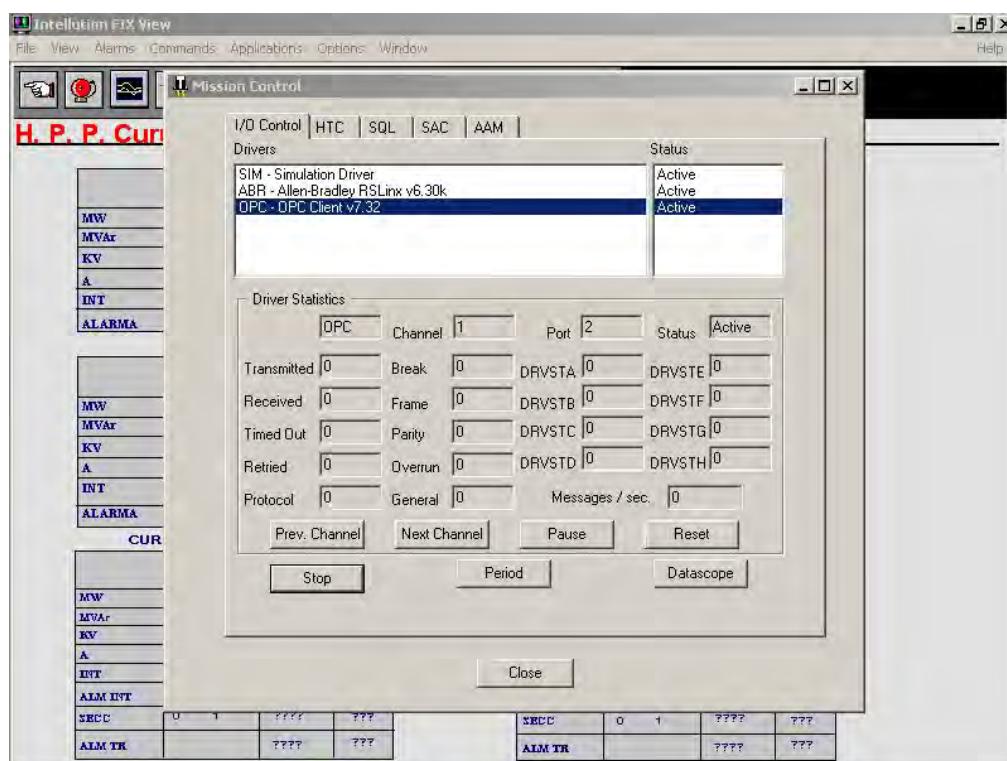 Intellution FIX View
File View Alarms Commands Applications Options Window Help
Mission Control
H. P. P. Curr
I/O Control HTC SQL SAC AAM
Drivers Status
SIM - Simulation Driver Active
ABR - Allen-Bradley RSLinx v6.30k Active
OPC - OPC Client v7.32 Active
Driver Statistics
OPC Channel 1 Port 2 Status Active
Transmitted 0 Break 0 DRVSTA 0 DRVSTE 0
Received 0 Frame 0 DRVSTB 0 DRVSTF 0
Timed Out 0 Parity 0 DRVSTC 0 DRVSTG 0
Retried 0 Overrun 0 DRVSTD 0 DRVSTH 0
Protocol 0 General 0 Messages / sec. 0
Prev. Channel Next Channel Pause Reset
Stop Period Datascope
Close
MW
MVAr
KV
A
INT
ALARMA
MW
MVAr
KV
A
INT
ALARMA
CUR
MW
MVAr
KV
A
INT
ALM INT
SECC 0 1 ???? ??? SECC 0 1 ???? ???
ALM TR ???? ??? ALM TR ???? ???